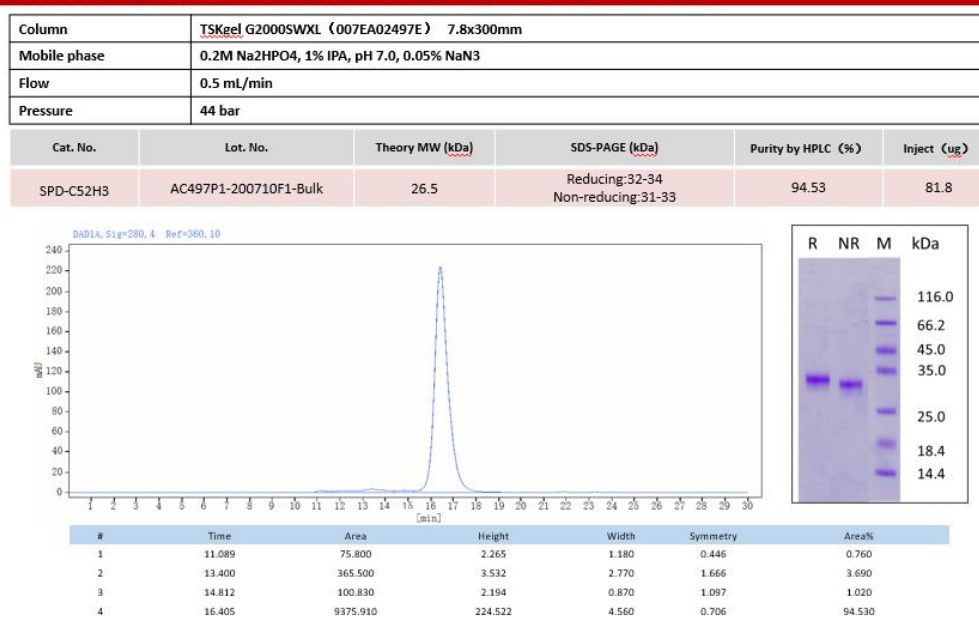 Column TSKgel G2000SWXL（007EA02497E） 7.8x300mm
Mobile phase 0.2M Na2HPO4, 1% IPA, pH 7.0, 0.05% NaN3
Flow 0.5 mL/min
Pressure 44 bar
Cat. No. Lot. No. Theory MW (kDa) SDS-PAGE (kDa) Purity by HPLC（%） Inject（ug）
SPD-C52H3 AC497P1-200710F1-Bulk 26.5 Reducing:32-34 94.53 81.8
Non-reducing:31-33
DAD1A, Sig=280,4 Ref=360,10
R NR M kDa
240
220
200
180
160
140
120
100
80
60
40
20
0
mAU
116.0
66.2
45.0
35.0
25.0
18.4
14.4
1 2 3 4 5 6 7 8 9 10 11 12 13 14 15 16 17 18 19 20 21 22 23 24 25 26 27 28 29 30
[min]
# Time Area Height Width Symmetry Area%
1 11.089 75.800 2.265 1.180 0.446 0.760
2 13.400 365.500 3.532 2.770 1.666 3.690
3 14.812 100.830 2.194 0.870 1.097 1.020
4 16.405 9375.910 224.522 4.560 0.706 94.530